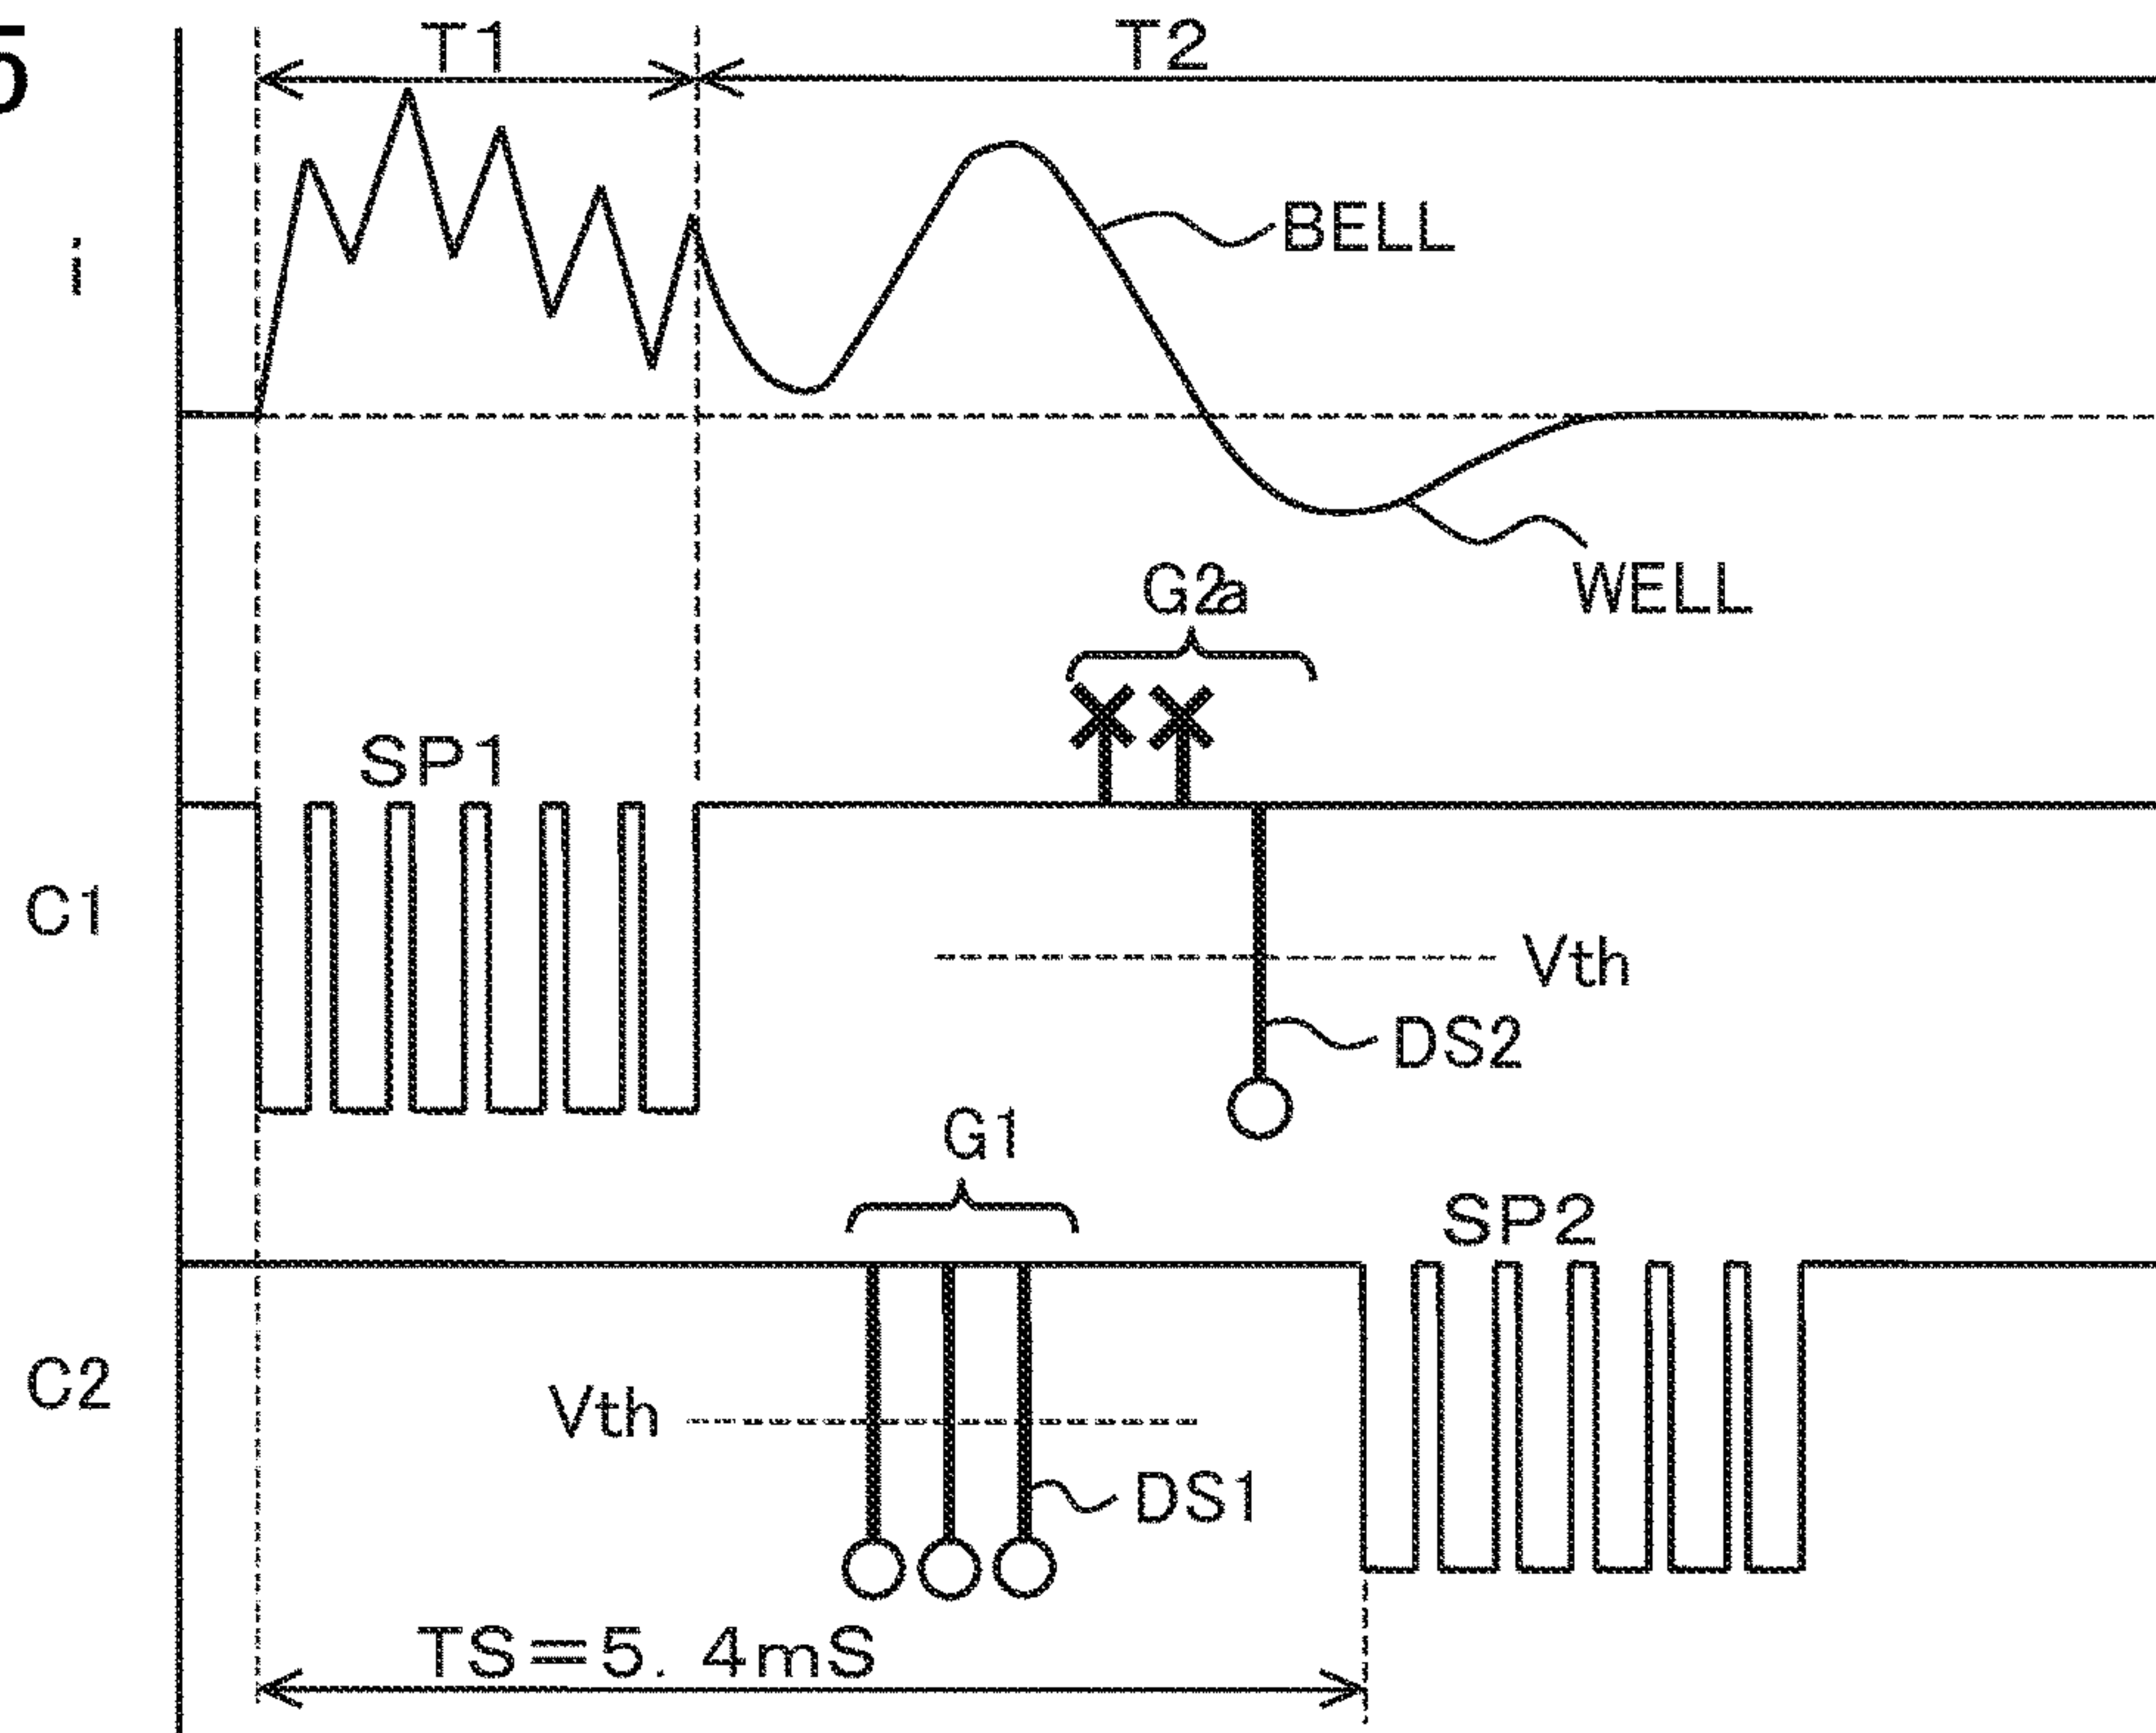 5
T1
T2
i
BELL
WELL
G2a
SP1
C1
Vth
DS2
G1
SP2
C2
Vth
DS1
TS=5. 4mS